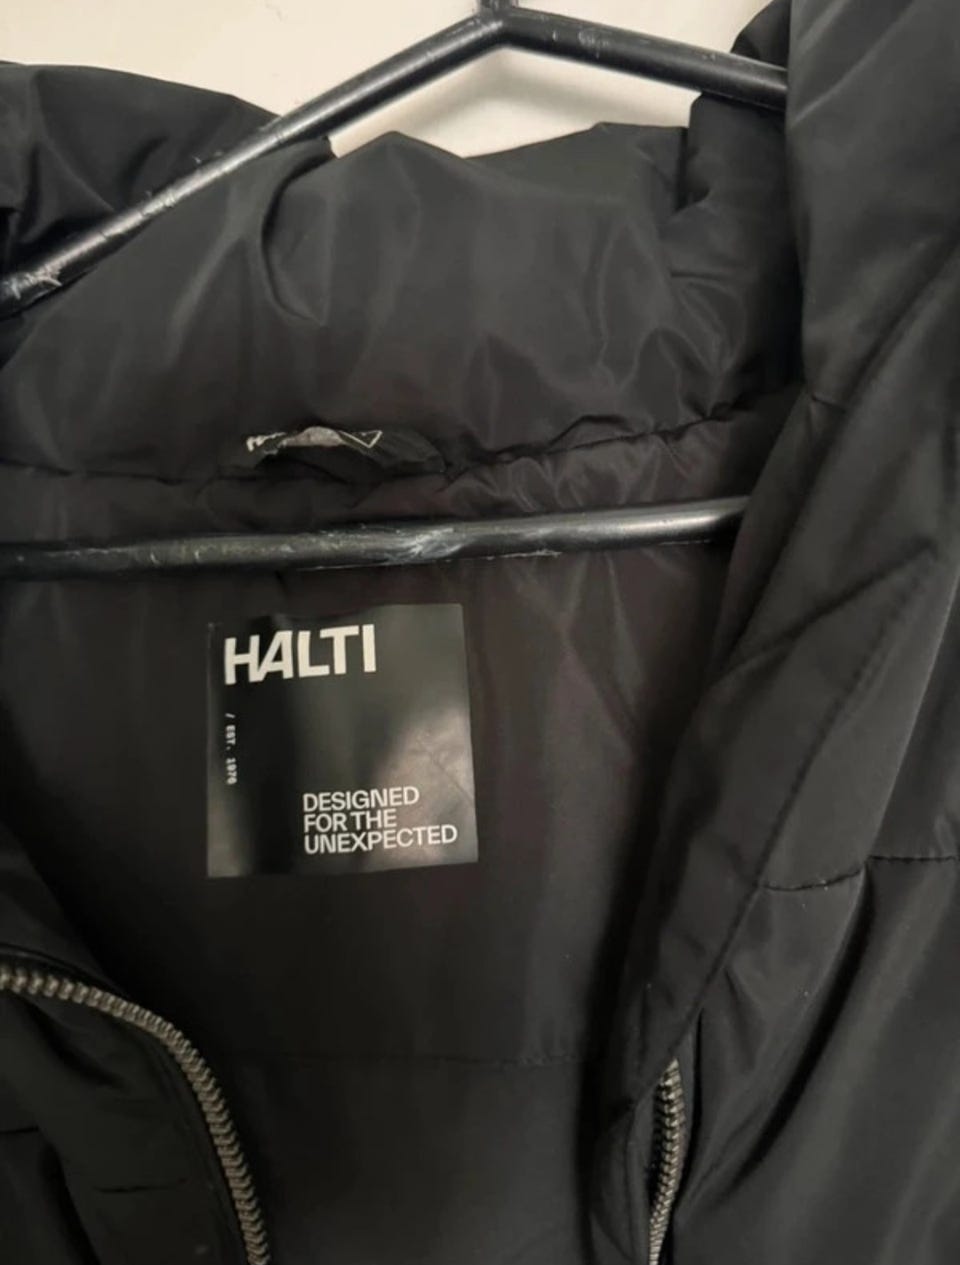 HALTI
/ EST. 1976
DESIGNED
FOR THE
UNEXPECTED